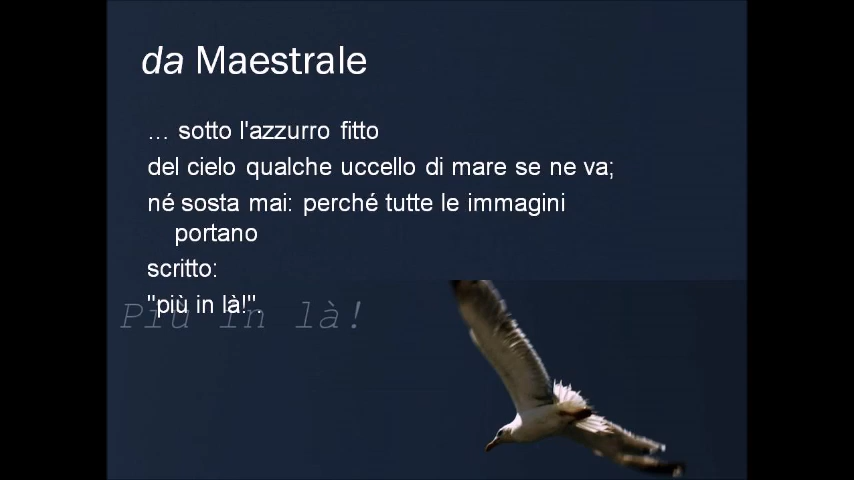 da Maestrale
… sotto l'azzurro fitto
del cielo qualche uccello di mare se ne va;
né sosta mai: perché tutte le immagini
portano
scritto:
"più in là!".
Più in là!